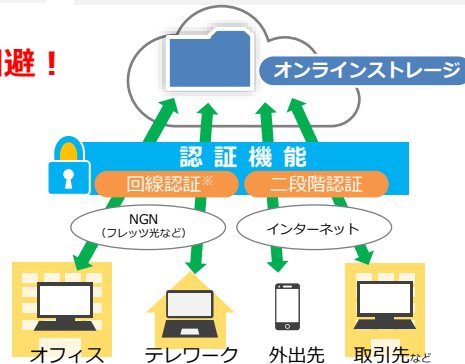 避！
オンラインストレージ
認証機能
回線認証※
二段階認証
NGN
（フレッツ光など）
インターネット
オフィス
テレワーク
外出先
取引先など